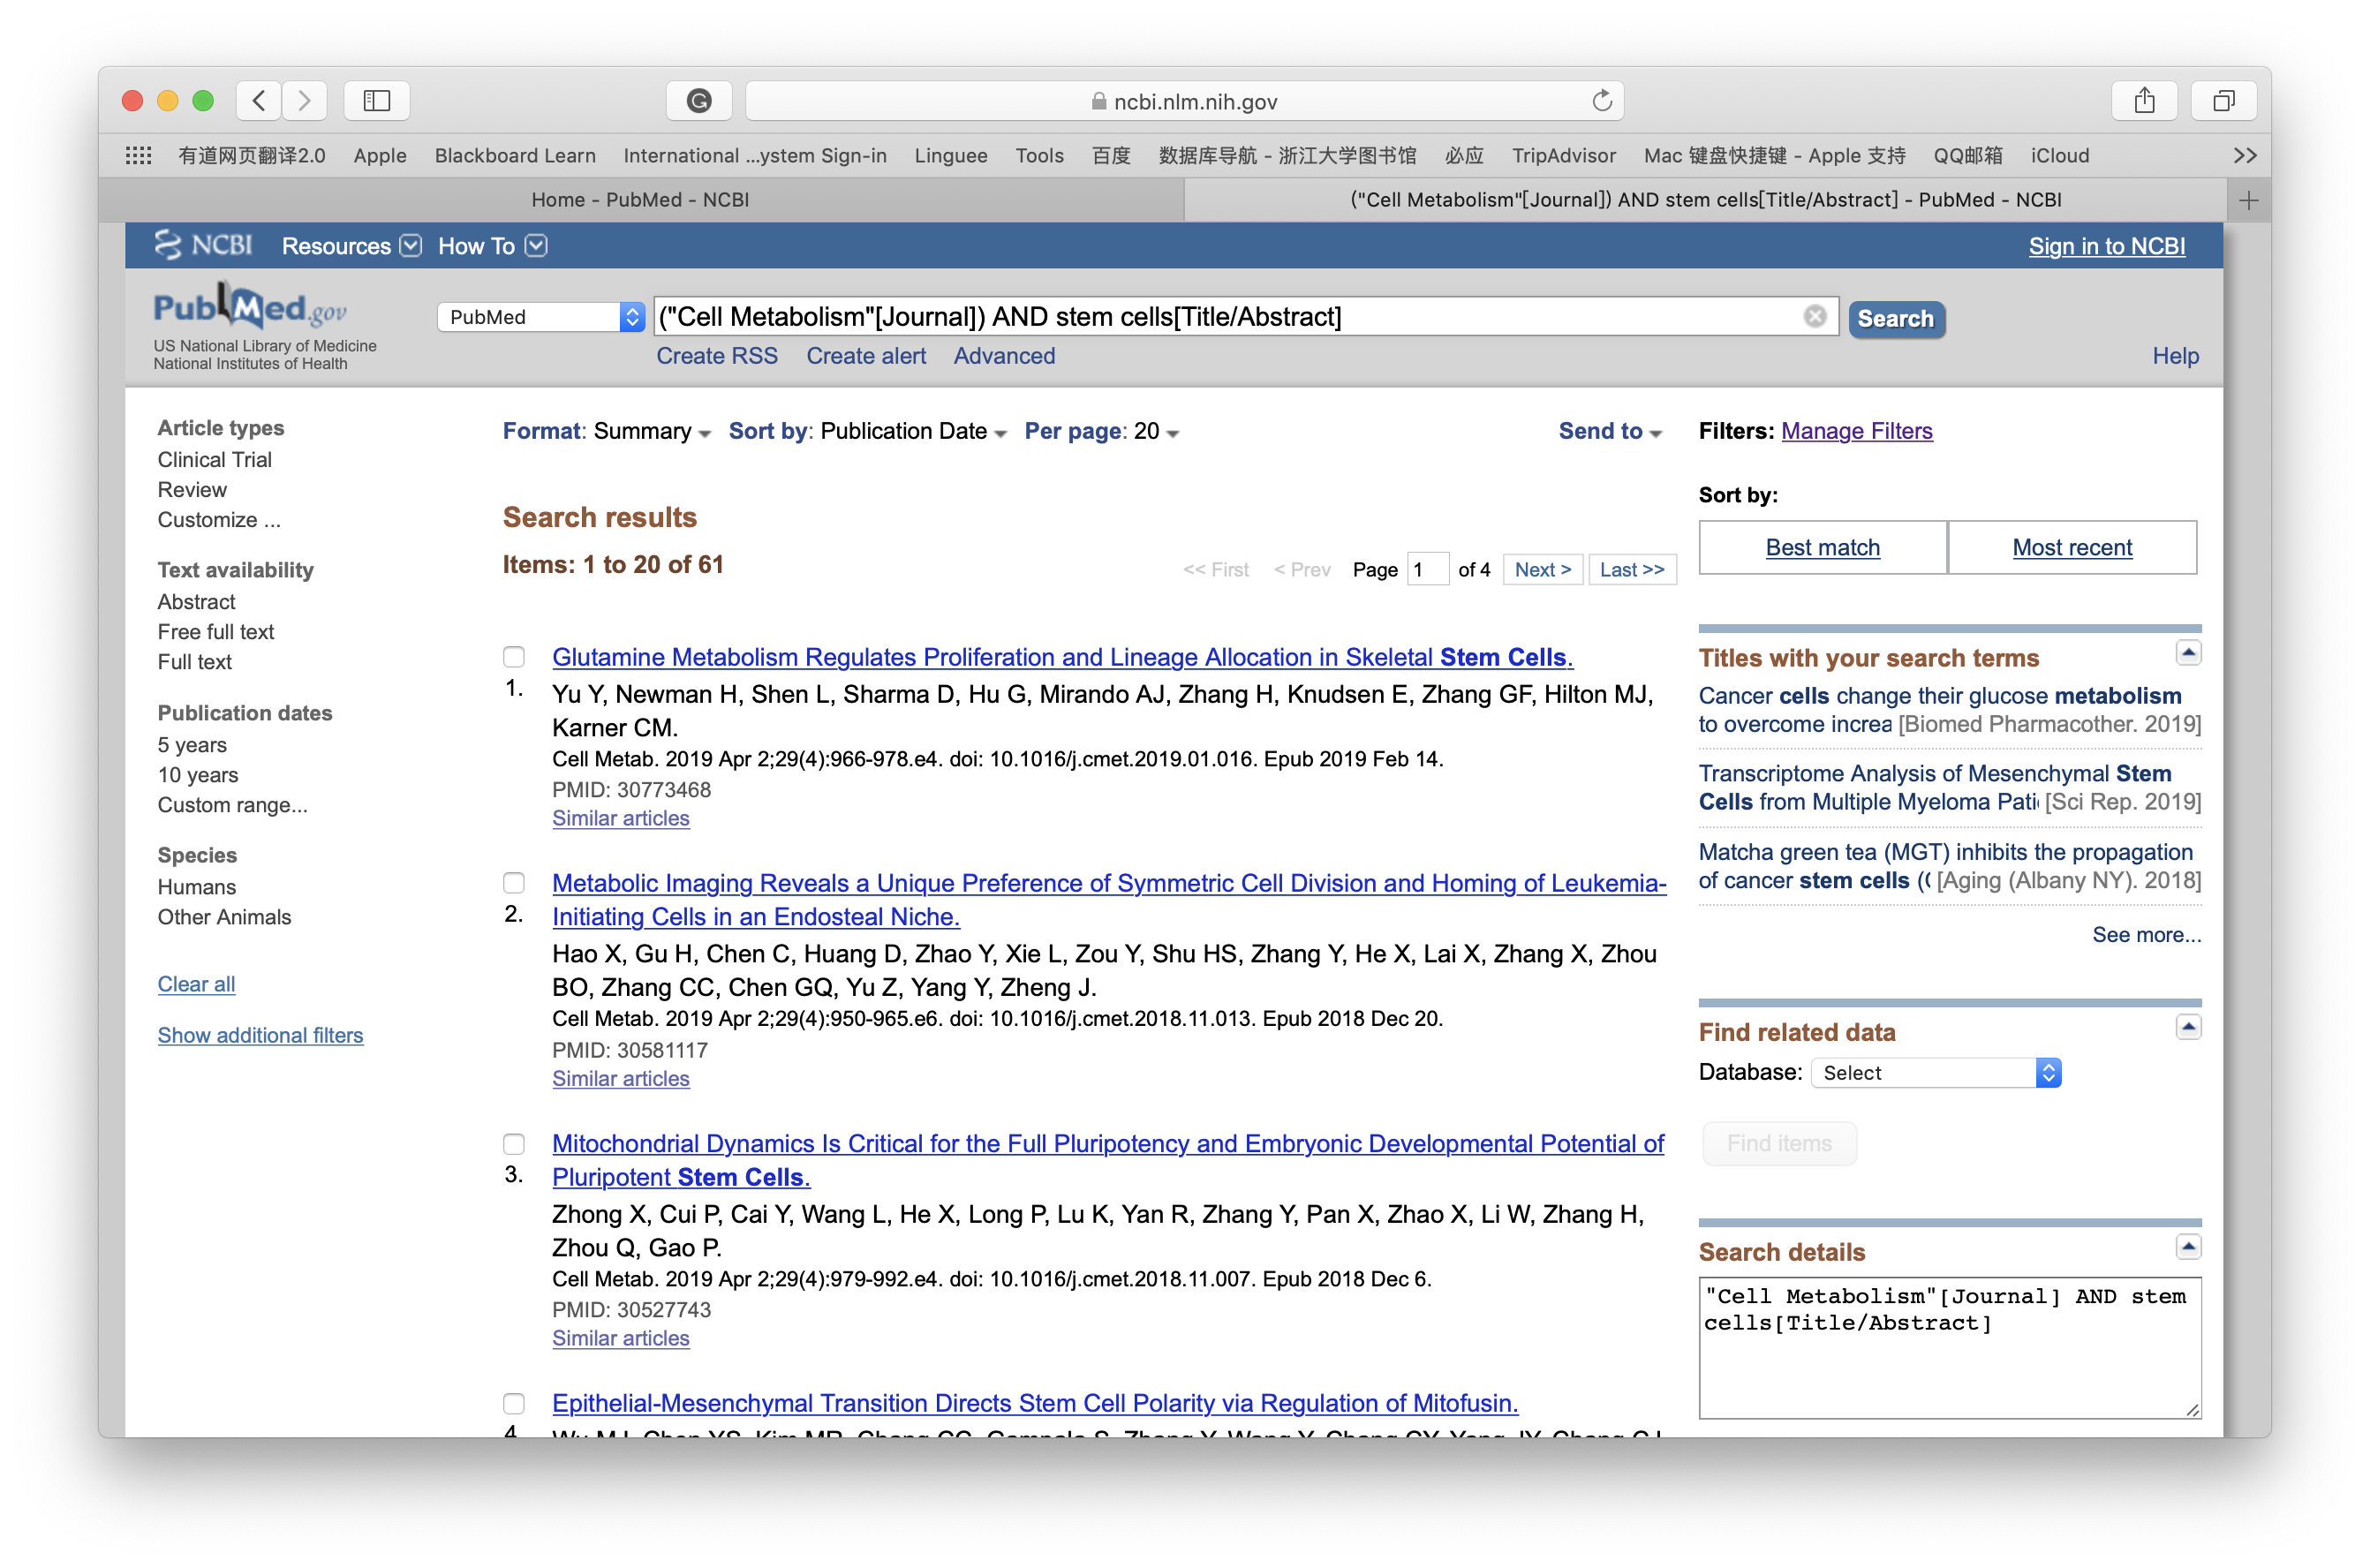 ncbi.nlm.nih.gov
有道网页翻译2.0 Apple Blackboard Learn International ...ystem Sign-in Linguee Tools 百度 数据库导航 - 浙江大学图书馆 必应 TripAdvisor Mac 键盘快捷键 - Apple 支持 QQ邮箱 iCloud >>
Home - PubMed - NCBI
("Cell Metabolism"[Journal]) AND stem cells[Title/Abstract] - PubMed - NCBI
NCBI Resources How To
Sign in to NCBI
PubMed.gov
US National Library of Medicine
National Institutes of Health
PubMed
("Cell Metabolism"[Journal]) AND stem cells[Title/Abstract]
Search
Create RSS Create alert Advanced
Help
Article types
Clinical Trial
Review
Customize ...
Text availability
Abstract
Free full text
Full text
Publication dates
5 years
10 years
Custom range...
Species
Humans
Other Animals
Clear all
Show additional filters
Format: Summary Sort by: Publication Date Per page: 20
Send to
Search results
Items: 1 to 20 of 61
<< First < Prev Page 1 of 4 Next > Last >>
Glutamine Metabolism Regulates Proliferation and Lineage Allocation in Skeletal Stem Cells.
1.
Yu Y, Newman H, Shen L, Sharma D, Hu G, Mirando AJ, Zhang H, Knudsen E, Zhang GF, Hilton MJ,
Karner CM.
Cell Metab. 2019 Apr 2;29(4):966-978.e4. doi: 10.1016/j.cmet.2019.01.016. Epub 2019 Feb 14.
PMID: 30773468
Similar articles
Metabolic Imaging Reveals a Unique Preference of Symmetric Cell Division and Homing of Leukemia-
2.
Initiating Cells in an Endosteal Niche.
Hao X, Gu H, Chen C, Huang D, Zhao Y, Xie L, Zou Y, Shu HS, Zhang Y, He X, Lai X, Zhang X, Zhou
BO, Zhang CC, Chen GQ, Yu Z, Yang Y, Zheng J.
Cell Metab. 2019 Apr 2;29(4):950-965.e6. doi: 10.1016/j.cmet.2018.11.013. Epub 2018 Dec 20.
PMID: 30581117
Similar articles
Mitochondrial Dynamics Is Critical for the Full Pluripotency and Embryonic Developmental Potential of
3.
Pluripotent Stem Cells.
Zhong X, Cui P, Cai Y, Wang L, He X, Long P, Lu K, Yan R, Zhang Y, Pan X, Zhao X, Li W, Zhang H,
Zhou Q, Gao P.
Cell Metab. 2019 Apr 2;29(4):979-992.e4. doi: 10.1016/j.cmet.2018.11.007. Epub 2018 Dec 6.
PMID: 30527743
Similar articles
Epithelial-Mesenchymal Transition Directs Stem Cell Polarity via Regulation of Mitofusin.
4.
Filters: Manage Filters
Sort by:
Best match
Most recent
Titles with your search terms
Cancer cells change their glucose metabolism
to overcome increa [Biomed Pharmacother. 2019]
Transcriptome Analysis of Mesenchymal Stem
Cells from Multiple Myeloma Pati [Sci Rep. 2019]
Matcha green tea (MGT) inhibits the propagation
of cancer stem cells ( [Aging (Albany NY). 2018]
See more...
Find related data
Database: Select
Find items
Search details
"Cell Metabolism"[Journal] AND stem
cells[Title/Abstract]